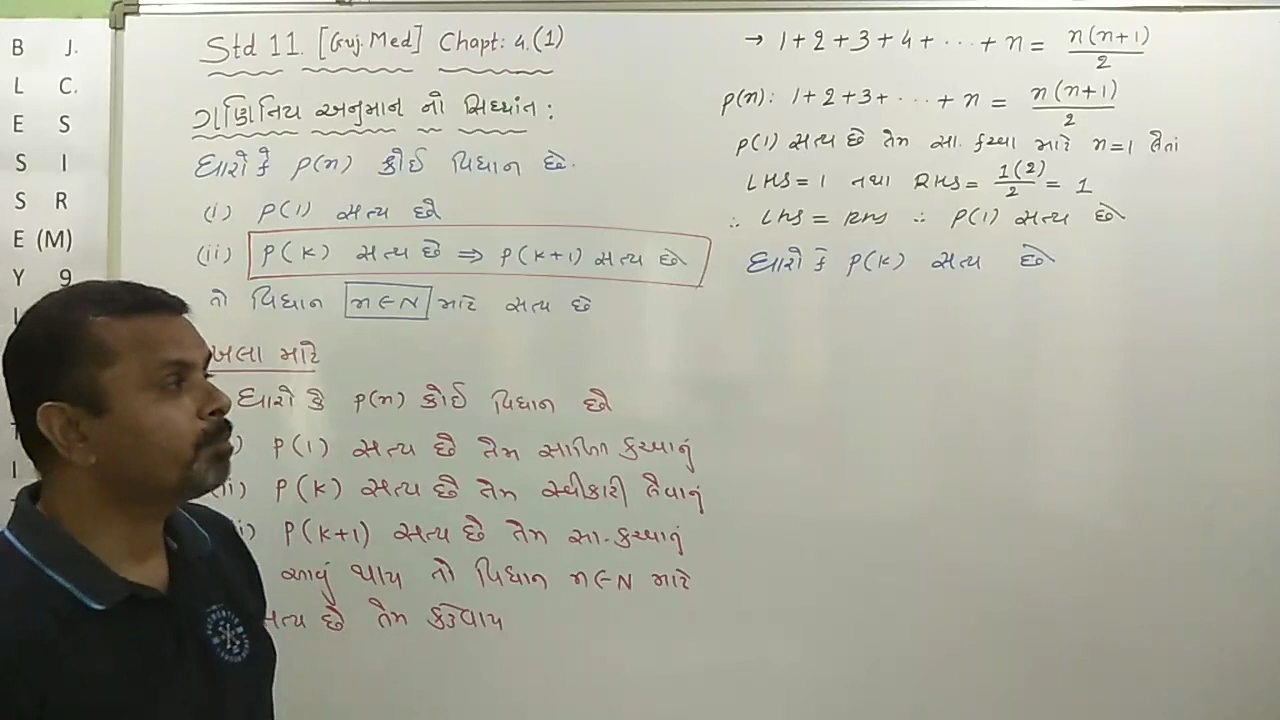 B L E S S E Y
J. C. S I R (M) 9
Std 11. [Guj. Med] Chapt: 4.(1)
ગાણિતિય અનુમાન નો સિધ્ધાંત :
ધારો કે P(n) કોઈ વિધાન છે.
(i) P(1) સત્ય છે
(ii) P(K) સત્ય છે ⇒ P(K+1) સત્ય છે
તો વિધાન n∈N માટે સત્ય છે
ખલા માટે
ધારો કે P(n) કોઈ વિધાન છે
) P(1) સત્ય છે તેમ સાબિત કરવાનું
ii) P(K) સત્ય છે તેમ સ્વીકારી લેવાનું
i) P(K+1) સત્ય છે તેમ સા.કરવાનું
આવું થાય તો વિધાન n∈N માટે
સત્ય છે તેમ કહેવાય
→ 1+2+3+4+ ... + n = n(n+1)/2
P(n): 1+2+3+ ... + n = n(n+1)/2
P(1) સત્ય છે તેમ સા. કરવા માટે n=1 લેતાં
LHS = 1 તથા RHS = 1(2)/2 = 1
∴ LHS = RHS ∴ P(1) સત્ય છે
ધારો કે P(K) સત્ય છે